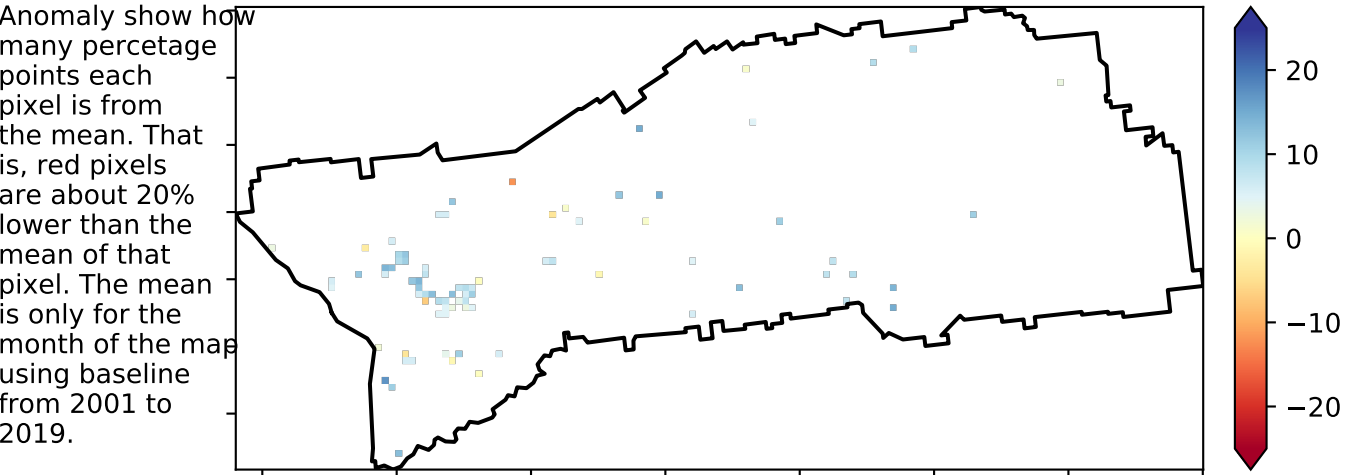 Anomaly show how
many percetage
points each
pixel is from
the mean. That
is, red pixels
are about 20%
lower than the
mean of that
pixel. The mean
is only for the
month of the map
using baseline
from 2001 to
2019.
20
10
0
−10
−20